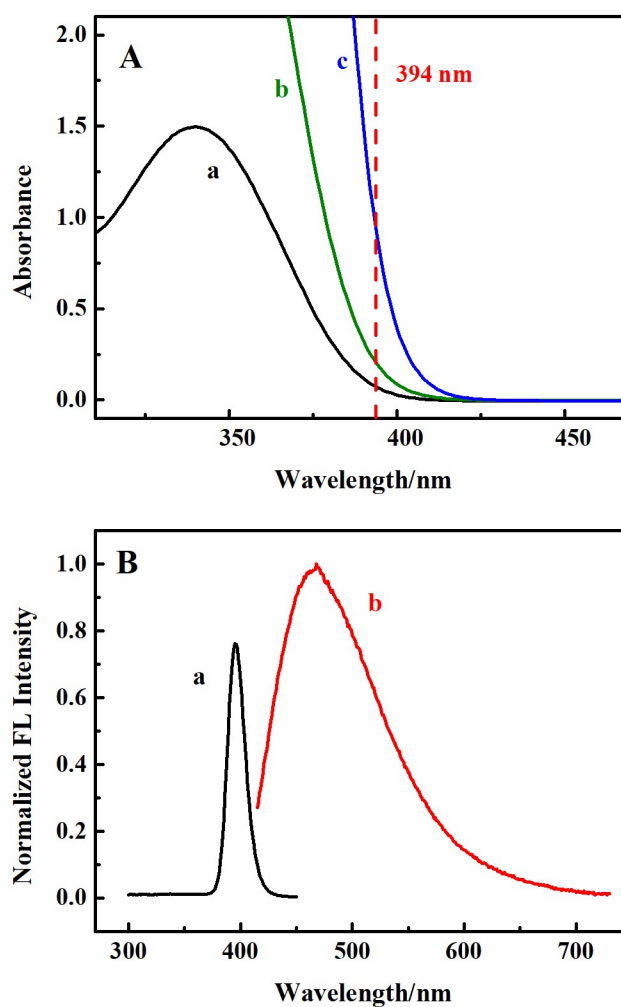 A
2.0
1.5
1.0
0.5
0.0
a
b
c
394 nm
350
400
450
Absorbance
Wavelength/nm
B
1.0
0.8
0.6
0.4
0.2
0.0
a
b
300
400
500
600
700
Normalized FL Intensity
Wavelength/nm